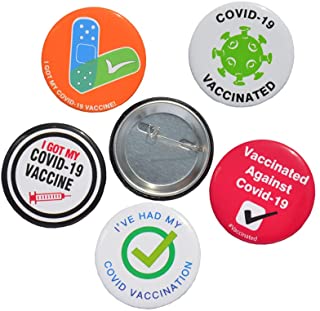 I GOT MY COVID-19 VACCINE!
COVID-19
VACCINATED
I GOT MY
COVID-19
VACCINE
Vaccinated
Against
Covid-19
#Vaccinated
I'VE HAD MY
COVID VACCINATION